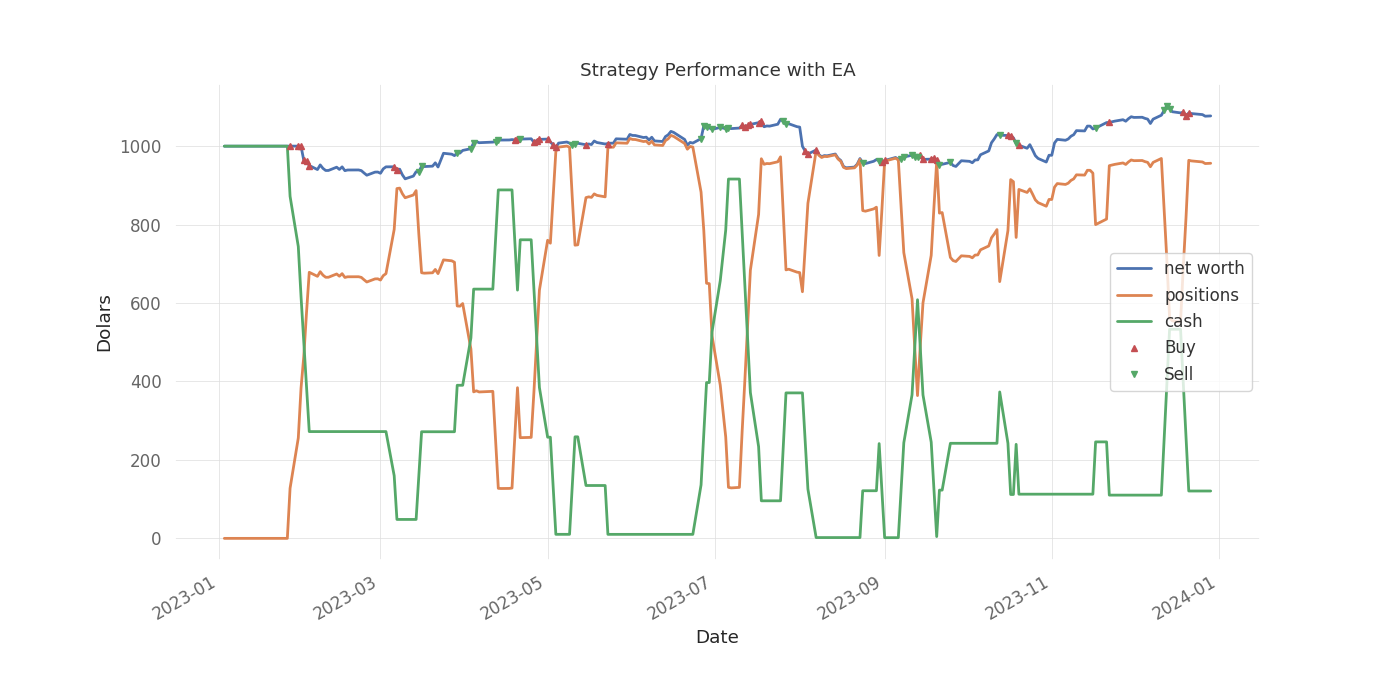 Strategy Performance with EA
Dolars
1000
800
600
400
200
0
net worth
positions
cash
Buy
Sell
2023-01
2023-03
2023-05
2023-07
2023-09
2023-11
2024-01
Date